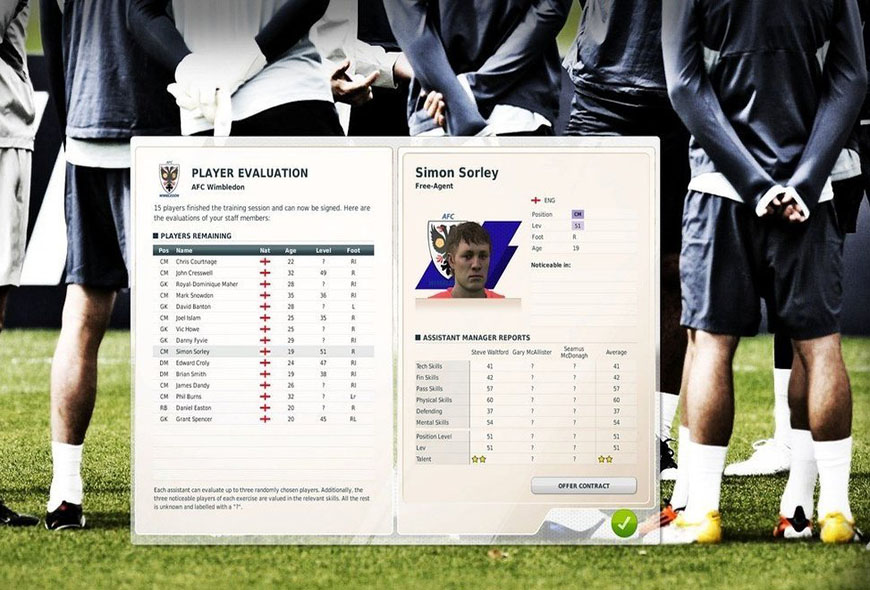 AFC
WIMBLEDON
PLAYER EVALUATION
AFC Wimbledon
15 players finished the training session and can now be signed. Here are
the evaluations of your staff members:
PLAYERS REMAINING
Pos Name Nat Age Level Foot
CM Chris Courtnage 22 ? Rl
CM John Cresswell 32 49 R
GK Royal-Dominique Maher 28 ? Rl
CM Mark Snowdon 35 36 Rl
GK David Banton 28 ? L
CM Joel Islam 25 35 R
GK Vic Howe 25 ? R
GK Danny Fyvie 29 ? Rl
CM Simon Sorley 19 51 R
DM Edward Croly 24 47 Rl
DM Brian Smith 19 38 Rl
CM James Dandy 26 ? Rl
CM Phil Burns 32 ? Lr
RB Daniel Easton 20 ? R
GK Grant Spencer 20 45 RL
Each assistant can evaluate up to three randomly chosen players. Additionally, the
three noticeable players of each exercise are valued in the relevant skills. All the rest
is unknown and labelled with a "?".
Simon Sorley
Free-Agent
AFC
ENG
Position CM
Lev 51
Foot R
Age 19
Noticeable in:
ASSISTANT MANAGER REPORTS
Steve Waltford Gary McAllister Seamus McDonagh Average
Tech Skills 41 ? ? 41
Fin Skills 42 ? ? 42
Pass Skills 57 ? ? 57
Physical Skills 60 ? ? 60
Defending 37 ? ? 37
Mental Skills 54 ? ? 54
Position Level 51 ? ? 51
Lev 51 ? ? 51
Talent ? ?
OFFER CONTRACT